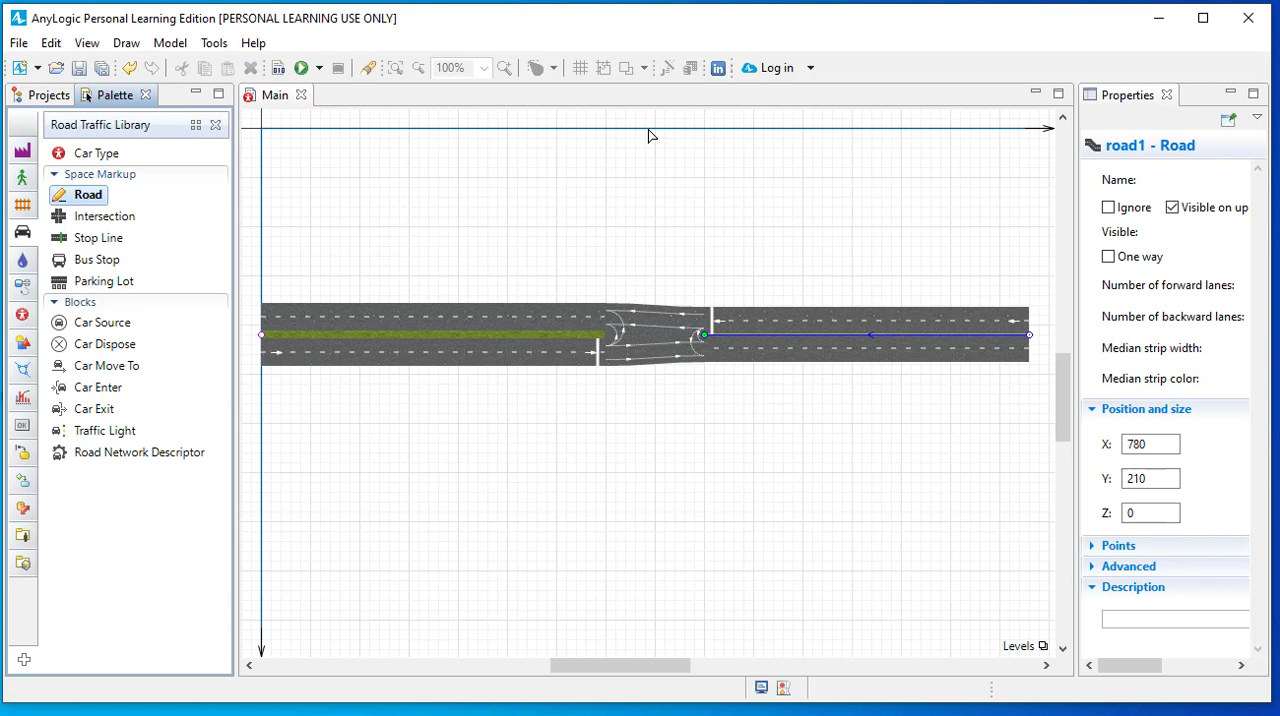 AnyLogic Personal Learning Edition [PERSONAL LEARNING USE ONLY]
File Edit View Draw Model Tools Help
100% Log in
Projects Palette Main Properties
Road Traffic Library
Car Type
Space Markup
Road
Intersection
Stop Line
Bus Stop
Parking Lot
Blocks
Car Source
Car Dispose
Car Move To
Car Enter
Car Exit
Traffic Light
Road Network Descriptor
Levels
road1 - Road
Name:
Ignore Visible on up
Visible:
One way
Number of forward lanes:
Number of backward lanes:
Median strip width:
Median strip color:
Position and size
X: 780
Y: 210
Z: 0
Points
Advanced
Description